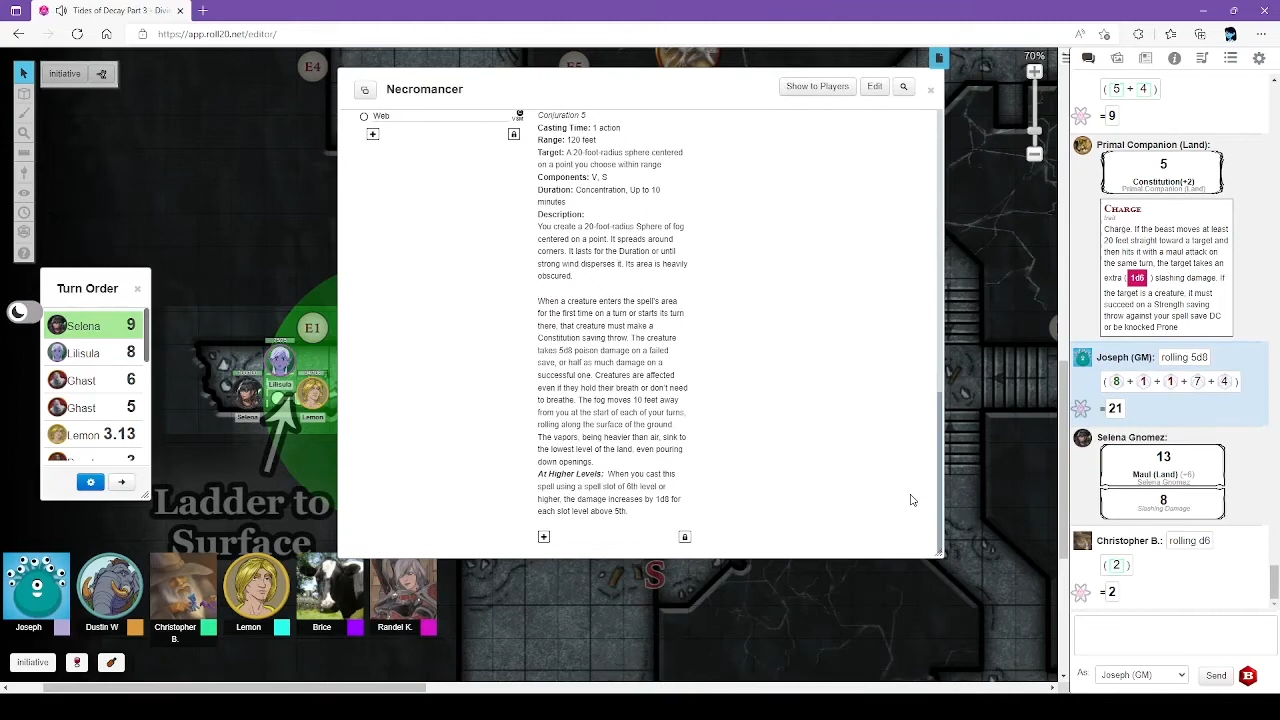 Tides of Decay Part 3 - Divi
https://app.roll20.net/editor/
initiative
E4
E5
70%
Necromancer
Show to Players
Edit
Web
VSM
Conjuration 5
Casting Time: 1 action
Range: 120 feet
Target: A 20-foot-radius sphere centered
on a point you choose within range
Components: V, S
Duration: Concentration, Up to 10
minutes
Description:
You create a 20-foot-radius Sphere of fog
centered on a point. It spreads around
corners. It lasts for the Duration or until
strong wind disperses it. Its area is heavily
obscured.
When a creature enters the spell's area
for the first time on a turn or starts its turn
there, that creature must make a
Constitution saving throw. The creature
takes 5d8 poison damage on a failed
save, or half as much damage on a
successful one. Creatures are affected
even if they hold their breath or don't need
to breathe. The fog moves 10 feet away
from you at the start of each of your turns,
rolling along the surface of the ground.
The vapors, being heavier than air, sink to
the lowest level of the land, even pouring
down openings.
At Higher Levels: When you cast this
spell using a spell slot of 6th level or
higher, the damage increases by 1d8 for
each slot level above 5th.
Turn Order
Selena 9
Lilisula 8
Ghast 6
Ghast 5
Lemon 3.13
E1
Lilisula
Selena
Lemon
Ladder to
Surface
S
Joseph
Dustin W.
Christopher
B.
Lemon
Brice
Randel K.
initiative
(5 + 4)
= 9
Primal Companion (Land):
5
Constitution(+2)
Primal Companion (Land)
CHARGE
trait
Charge. If the beast moves at least
20 feet straight toward a target and
then hits it with a maul attack on
the same turn, the target takes an
extra 1d6 slashing damage. If
the target is a creature, it must
succeed on a Strength saving
throw against your spell save DC
or be knocked Prone
Joseph (GM): rolling 5d8
(8 + 1 + 1 + 7 + 4)
= 21
Selena Gnomez:
13
Maul (Land) (+6)
Selena Gnomez
8
Slashing Damage
Christopher B.: rolling d6
(2)
= 2
As:
Joseph (GM)
Send